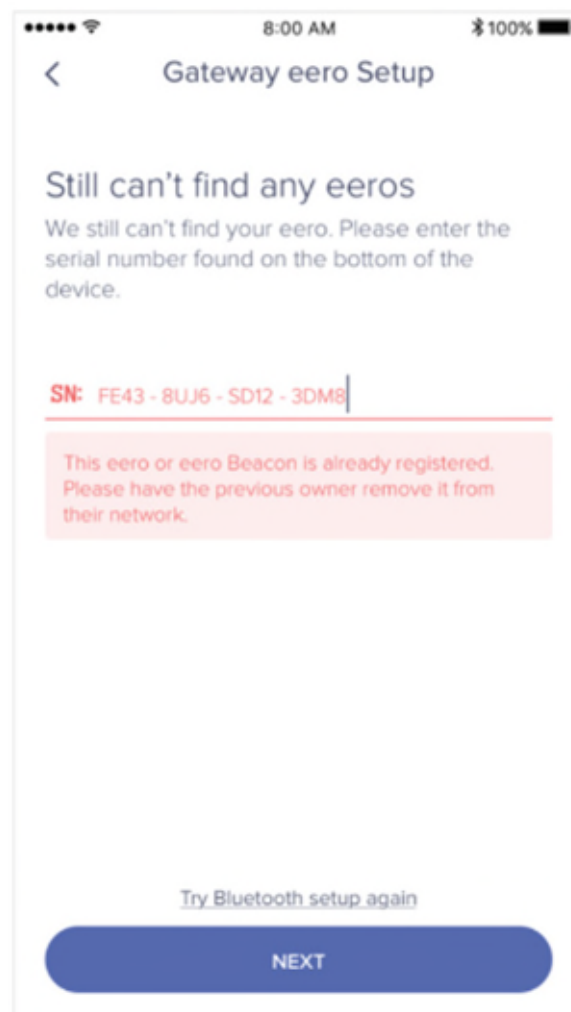 8:00 AM
100%
Gateway eero Setup
Still can't find any eeros
We still can't find your eero. Please enter the
serial number found on the bottom of the
device.
SN: FE43 - 8UJ6 - SD12 - 3DM8
This eero or eero Beacon is already registered.
Please have the previous owner remove it from
their network.
Try Bluetooth setup again
NEXT